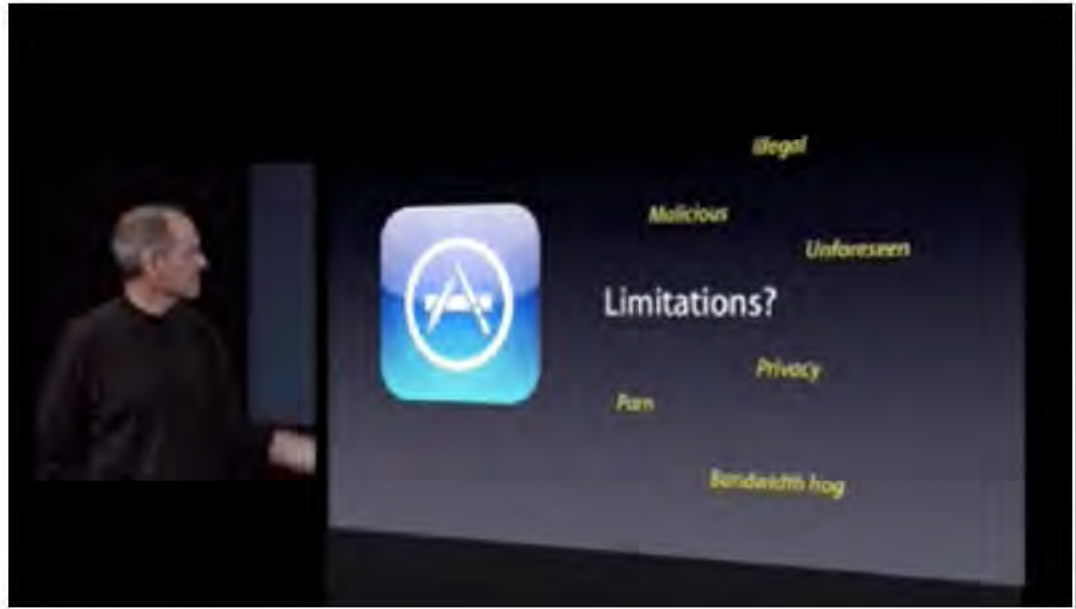 illegal
Malicious
Unforeseen
Limitations?
Privacy
Porn
Bandwidth hog